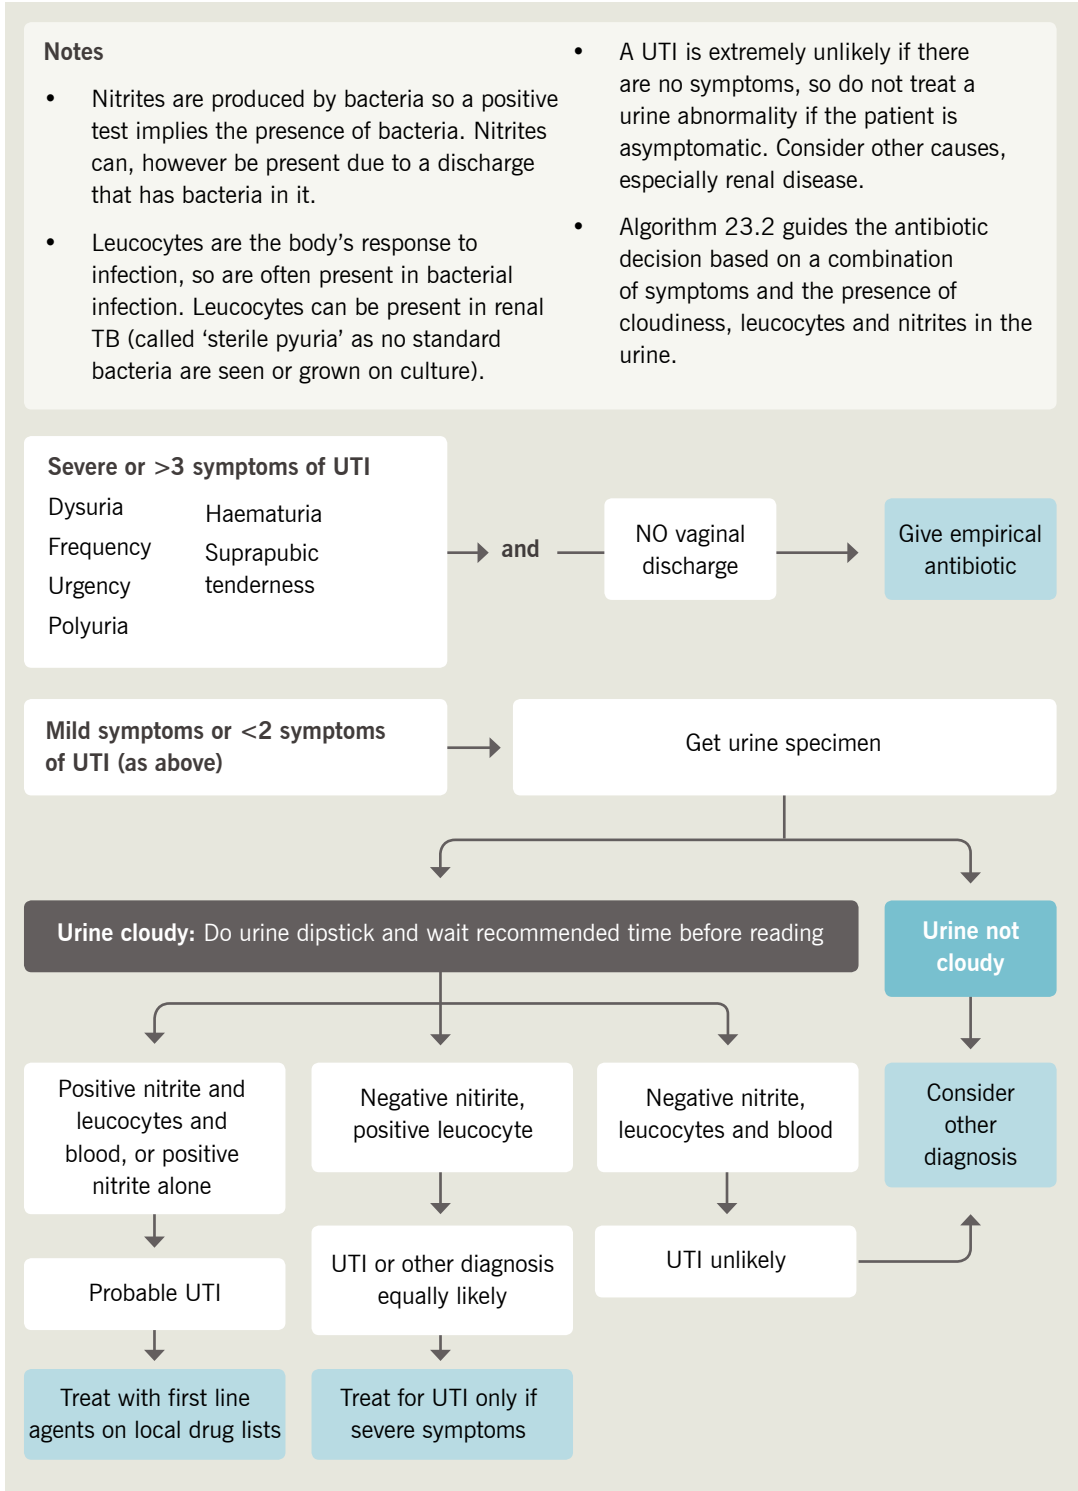 Notes
• Nitrites are produced by bacteria so a positive
test implies the presence of bacteria. Nitrites
can, however be present due to a discharge
that has bacteria in it.
• Leucocytes are the body’s response to
infection, so are often present in bacterial
infection. Leucocytes can be present in renal
TB (called ‘sterile pyuria’ as no standard
bacteria are seen or grown on culture).
• A UTI is extremely unlikely if there
are no symptoms, so do not treat a
urine abnormality if the patient is
asymptomatic. Consider other causes,
especially renal disease.
• Algorithm 23.2 guides the antibiotic
decision based on a combination
of symptoms and the presence of
cloudiness, leucocytes and nitrites in the
urine.
Severe or >3 symptoms of UTI
Dysuria
Frequency
Urgency
Polyuria
Haematuria
Suprapubic
tenderness
and
NO vaginal
discharge
Give empirical
antibiotic
Mild symptoms or <2 symptoms
of UTI (as above)
Get urine specimen
Urine cloudy: Do urine dipstick and wait recommended time before reading
Urine not
cloudy
Positive nitrite and
leucocytes and
blood, or positive
nitrite alone
Negative nitirite,
positive leucocyte
Negative nitrite,
leucocytes and blood
Consider
other
diagnosis
Probable UTI
UTI or other diagnosis
equally likely
UTI unlikely
Treat with first line
agents on local drug lists
Treat for UTI only if
severe symptoms